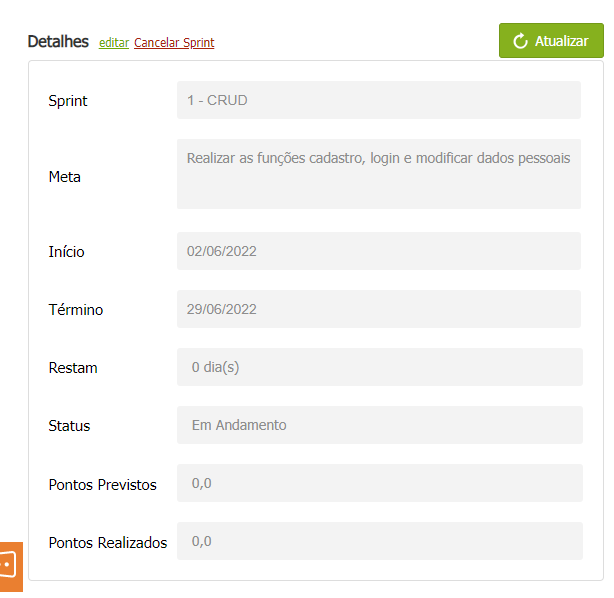 Detalhes editar Cancelar Sprint Atualizar
Sprint 1 - CRUD
Meta Realizar as funções cadastro, login e modificar dados pessoais
Início 02/06/2022
Término 29/06/2022
Restam 0 dia(s)
Status Em Andamento
Pontos Previstos 0,0
Pontos Realizados 0,0